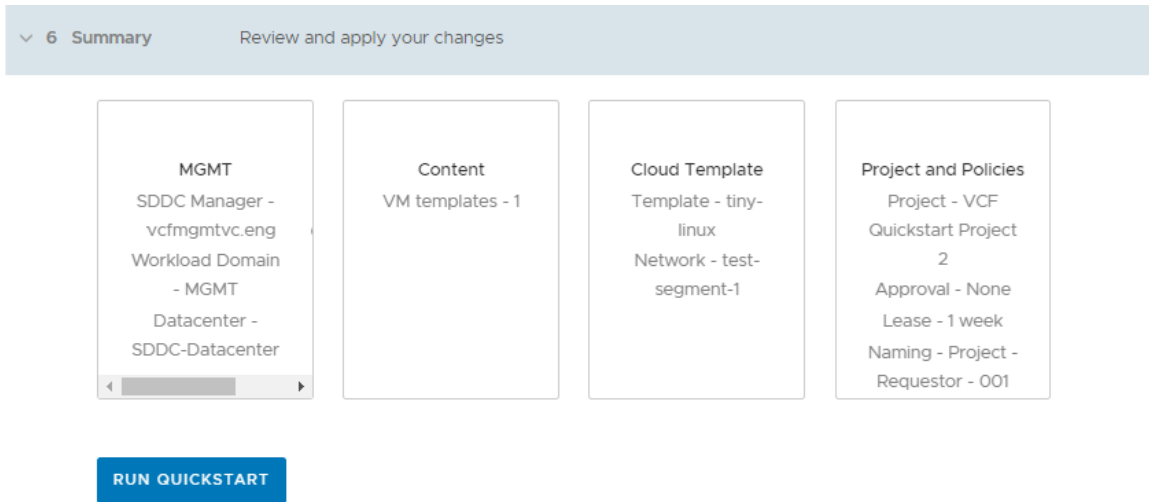 6 Summary Review and apply your changes
MGMT
SDDC Manager -
vcfmgmtvc.eng
Workload Domain
- MGMT
Datacenter -
SDDC-Datacenter
Content
VM templates - 1
Cloud Template
Template - tiny-
linux
Network - test-
segment-1
Project and Policies
Project - VCF
Quickstart Project
2
Approval - None
Lease - 1 week
Naming - Project -
Requestor - 001
RUN QUICKSTART